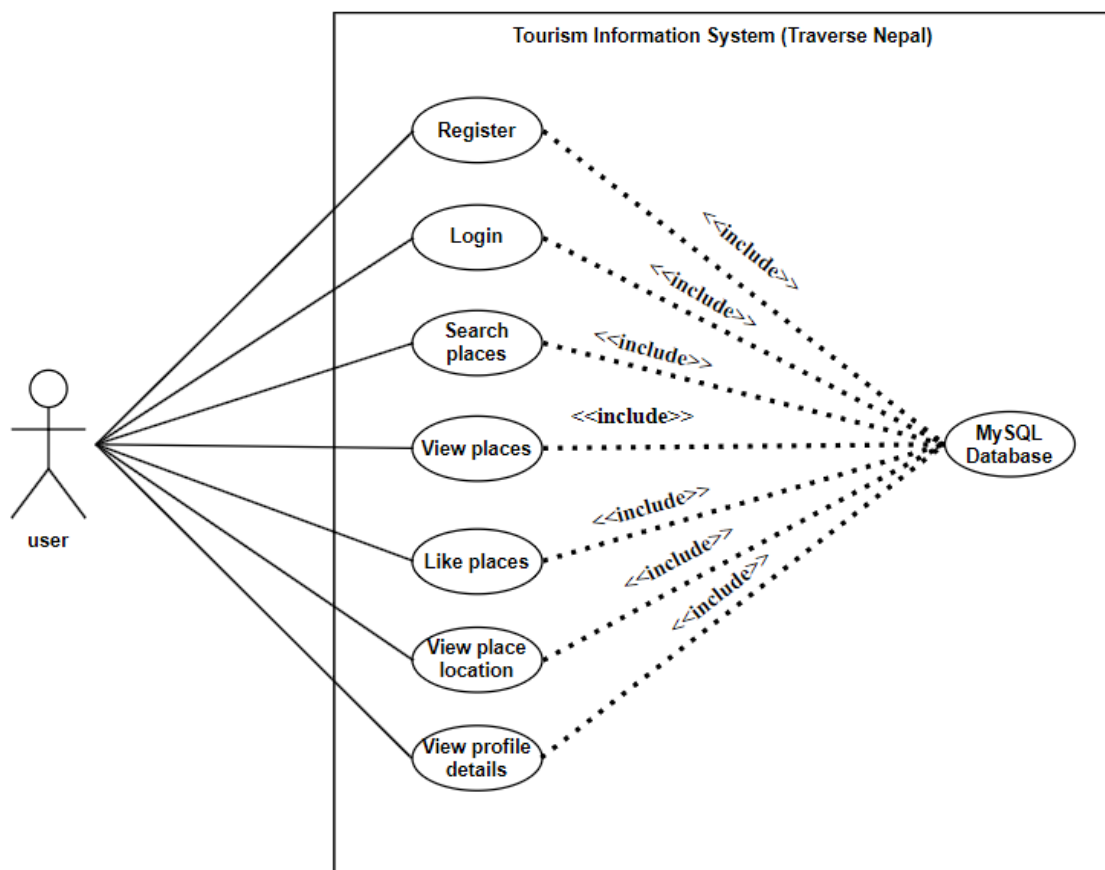 Tourism Information System (Traverse Nepal)
Register
<<include>>
Login
<<include>>
Search
places
<<include>>
View places
<<include>>
MySQL
Database
Like places
<<include>>
user
View place
location
<<include>>
View profile
details
<<include>>